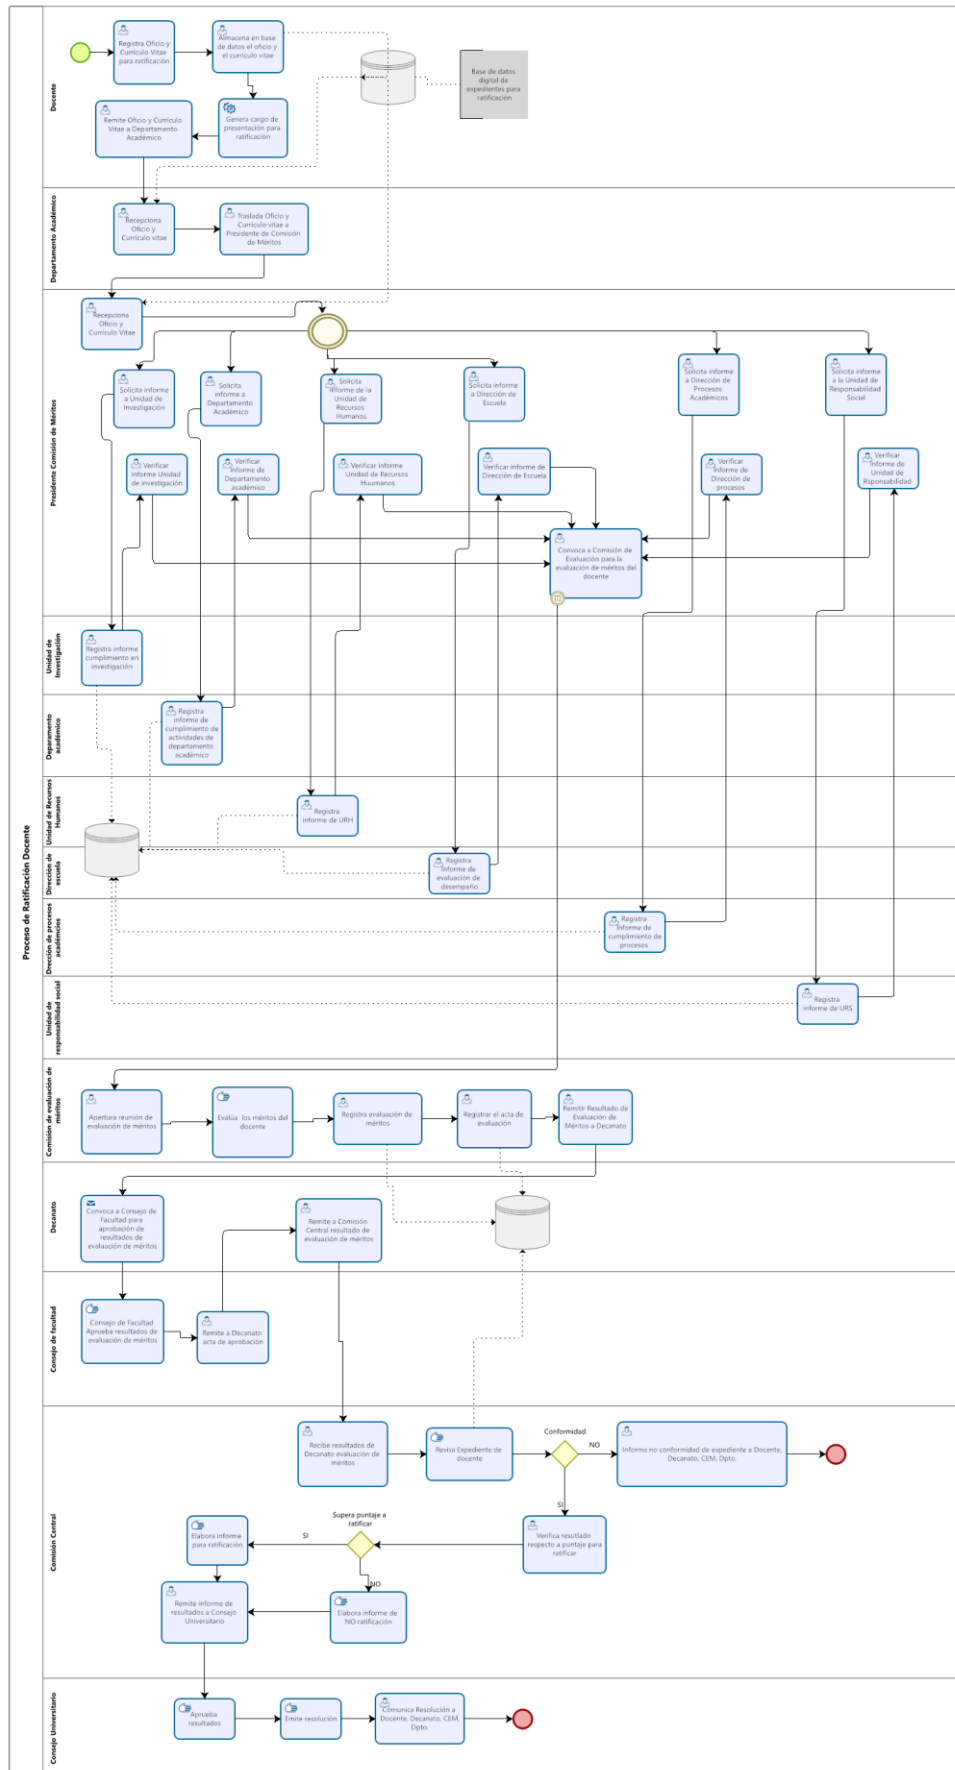 Proceso de Ratificación Docente
Docente
Registra Oficio y
Currículo Vitae
para ratificación
Almacena en base
de datos el oficio y
el currículo vitae
Base de datos
digital de
expedientes para
ratificación
Remite Oficio y Currículo
Vitae a Departamento
Académico
Genera cargo de
presentación para
ratificación
Departamento Académico
Recepciona
Oficio y
Currículo vitae
Traslada Oficio y
Currículo vitae a
Presidente de Comisión
de Méritos
Presidente Comisión de Méritos
Recepciona
Oficio y
Currículo Vitae
Solicita informe
a Unidad de
Investigación
Solicita
informe a
Departamento
Académico
Solicita
informe de la
Unidad de
Recursos
Humanos
Solicita informe
a Dirección de
Escuela
Solicita informe
a Dirección de
Procesos
Académicos
Solicita informe
a la Unidad de
Responsabilidad
Social
Verificar
informe Unidad
de investigación
Verificar
informe de
Departamento
académico
Verificar informe
Unidad de Recursos
Huumanos
Verificar informe de
Dirección de Escuela
Verificar
Informe de
Dirección de
procesos
Verificar
Informe de
Unidad de
Rsponsabilidad
Convoca a Comisión de
Evaluación para la
evaluación de méritos del
docente
Unidad de
Investigación
Registra informe
cumplimiento en
investigación
Deparamento
académico
Registra
informe de
cumplimiento de
actividades de
departamento
académico
Unidad de Recursos
Humanos
Registra
informe de URH
Dirección de
escuela
Registra
Informe de
evaluación de
desempeño
Drección de procesos
académcios
Registra
Informe de
cumplimiento de
procesos
Unidad de
responsabilidad social
Registra
informe de URS
Comisión de evaluación de
méritos
Apertura reunión de
evaluación de méritos
Evalúa los méritos del
docente
Registra evaluación de
méritos
Registrar el acta de
evaluación
Remitir Resultado de
Evaluación de
Méritos a Decanato
Decanato
Convoca a Consejo de
Facultad para
aprobación de
resultados de
evaluación de méritos
Remite a Comisión
Central resultado de
evaluación de méritos
Consejo de facultad
Consejo de Facultad
Aprueba resultados de
evaluación de méritos
Remite a Decanato
acta de aprobación
Comisión Central
Recibe resultados de
Decanato evaluación de
méritos
Revisa Expediente de
docente
Conformidad
NO
Informa no conformidad de expediente a Docente,
Decanato, CEM, Dpto.
SI
Verifica resutlado
respecto a puntaje para
ratificar
Supera puntaje a
ratificar
SI
NO
Elabora informe
para ratificación
Elabora informe de
NO ratificación
Remite informe de
resultados a Consejo
Universitario
Consejo Universitario
Aprueba
resultados
Emite resolución
Comunica Resolución a
Docente, Decanato, CEM,
Dpto.